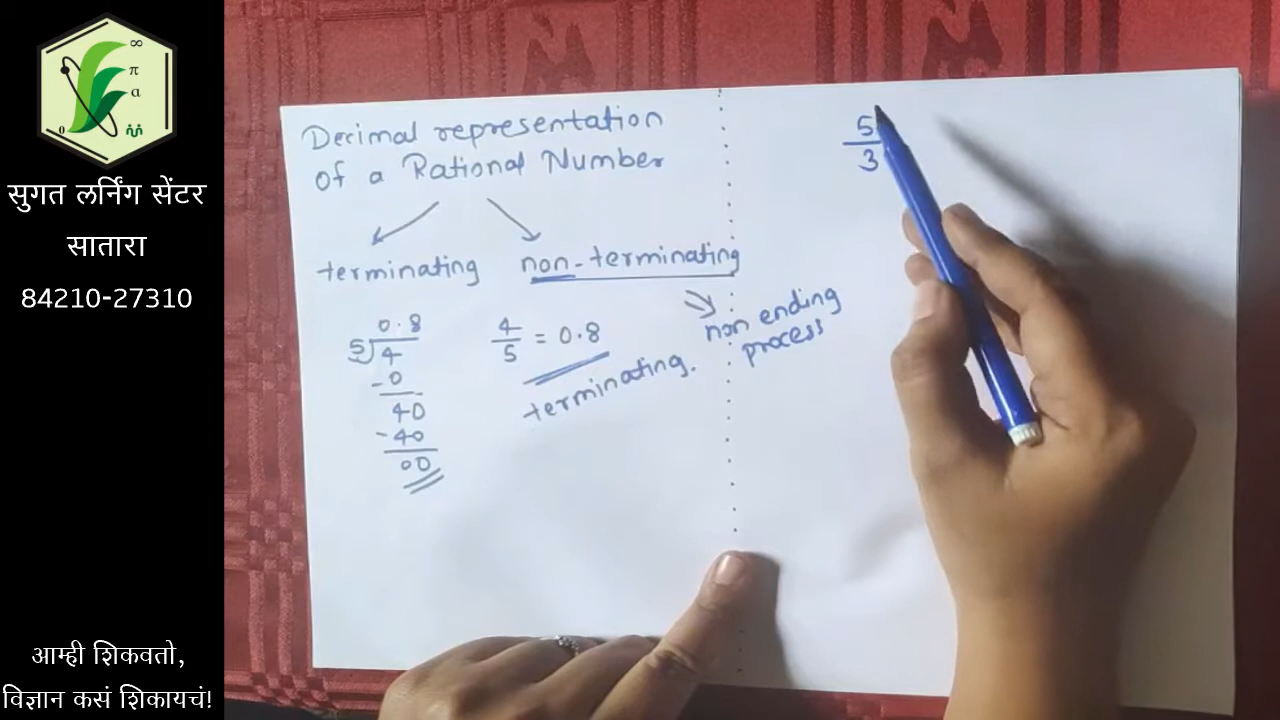 ∞
π
a
0
सुगत लर्निंग सेंटर
सातारा
84210-27310
आम्ही शिकवतो,
विज्ञान कसं शिकायचं!
Decimal representation
of a Rational Number
terminating
non-terminating
non ending
process
0.8
5)4
-0
40
-40
00
4/5 = 0.8
terminating.
5
3